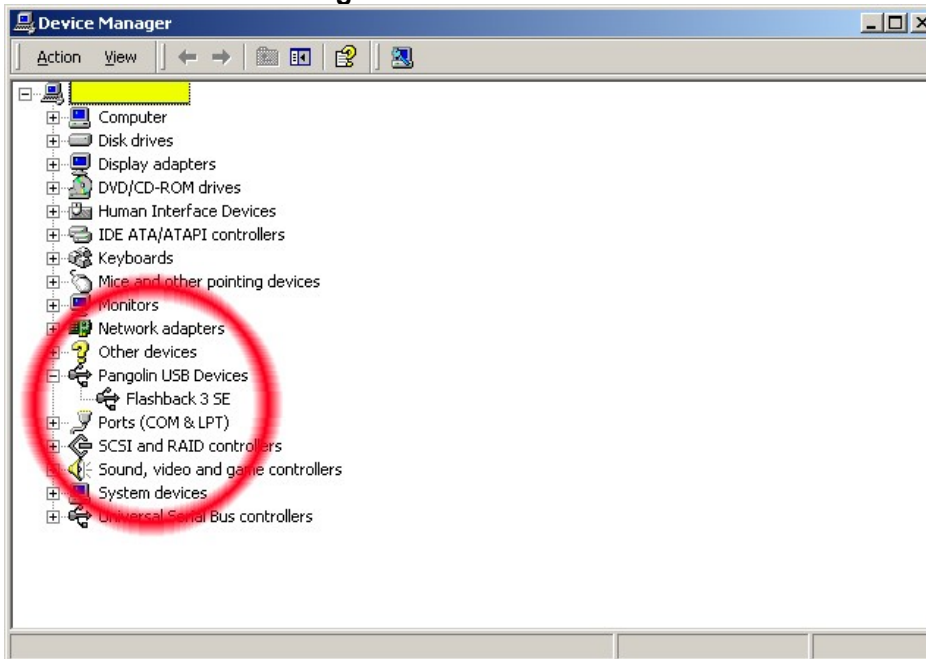 Device Manager
Action View
Computer
Disk drives
Display adapters
DVD/CD-ROM drives
Human Interface Devices
IDE ATA/ATAPI controllers
Keyboards
Mice and other pointing devices
Monitors
Network adapters
Other devices
Pangolin USB Devices
Flashback 3 SE
Ports (COM & LPT)
SCSI and RAID controllers
Sound, video and game controllers
System devices
Universal Serial Bus controllers